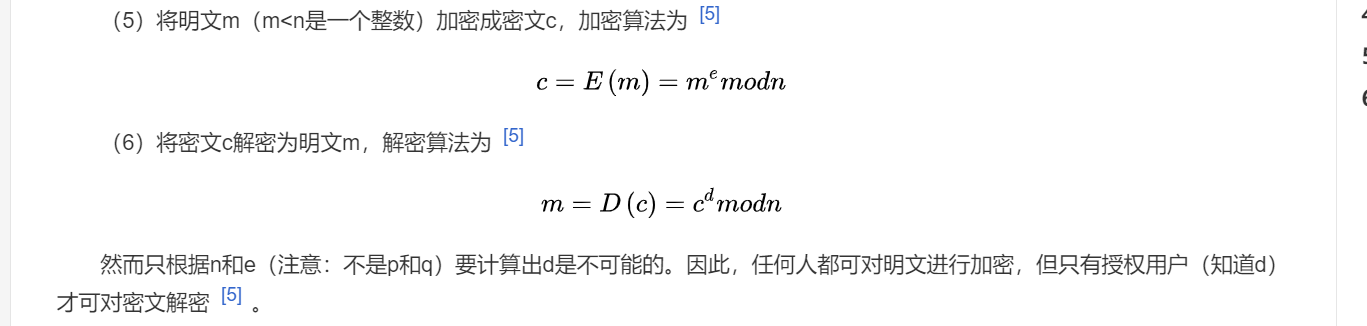 （5）将明文m（m<n是一个整数）加密成密文c，加密算法为 [5]
c = E (m) = m^e modn
（6）将密文c解密为明文m，解密算法为 [5]
m = D (c) = c^d modn
然而只根据n和e（注意：不是p和q）要计算出d是不可能的。因此，任何人都可对明文进行加密，但只有授权用户（知道d）
才可对密文解密 [5] 。